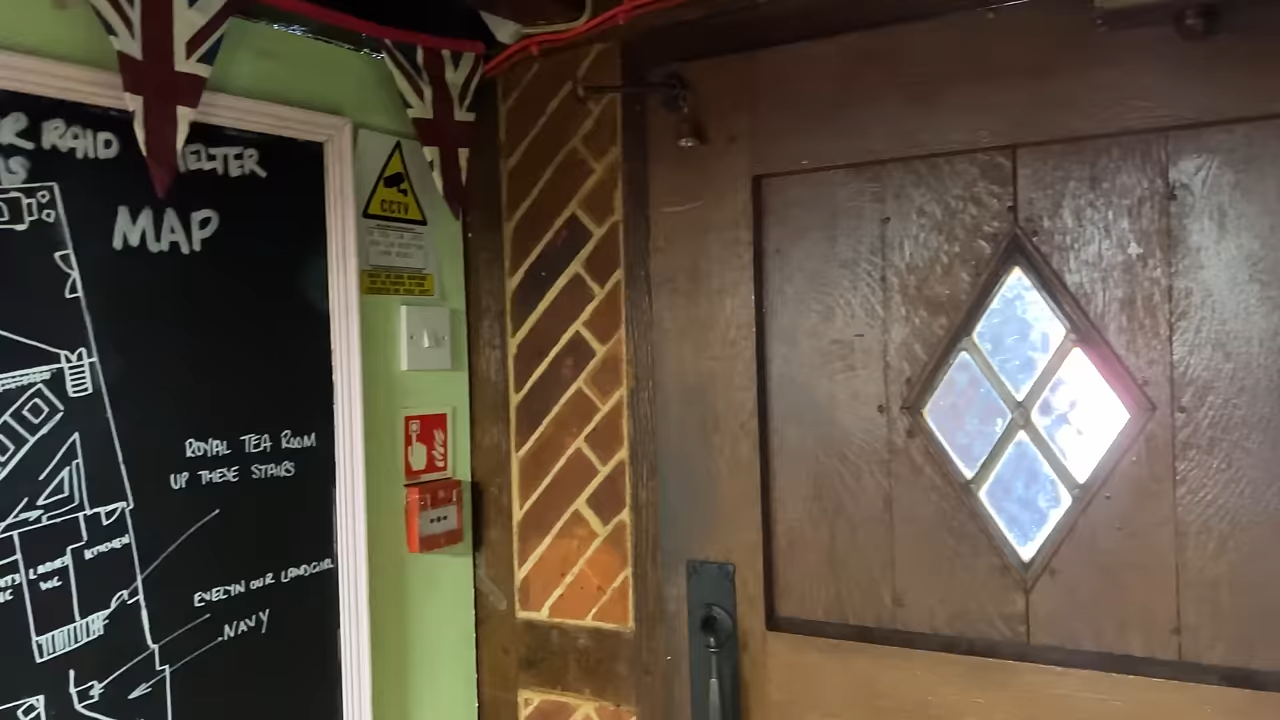 R RAID ELTER
MAP
CCTV
ROYAL TEA ROOM
UP THESE STAIRS
KITCHEN
LADIES
WC
EVELYN OUR LANDGIRL
NAVY